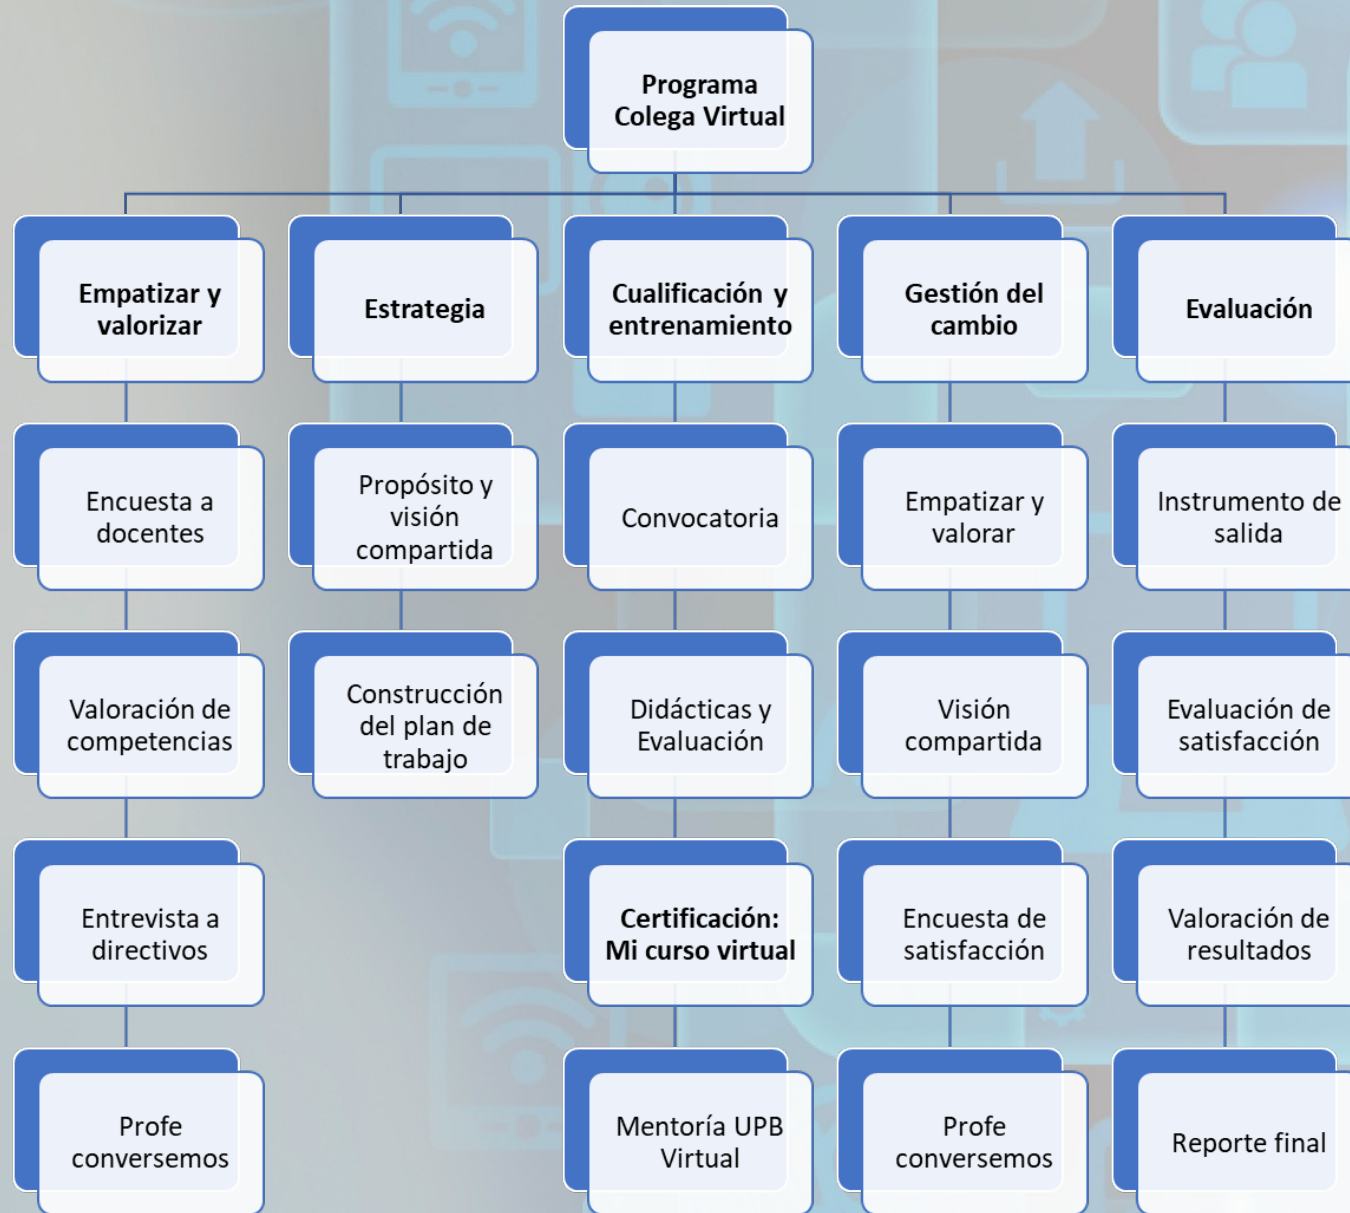 Programa
Colega Virtual
Empatizar y
valorizar
Estrategia
Cualificación y
entrenamiento
Gestión del
cambio
Evaluación
Encuesta a
docentes
Propósito y
visión
compartida
Convocatoria
Empatizar y
valorar
Instrumento de
salida
Valoración de
competencias
Construcción
del plan de
trabajo
Didácticas y
Evaluación
Visión
compartida
Evaluación de
satisfacción
Entrevista a
directivos
Certificación:
Mi curso virtual
Encuesta de
satisfacción
Valoración de
resultados
Profe
conversemos
Mentoría UPB
Virtual
Profe
conversemos
Reporte final